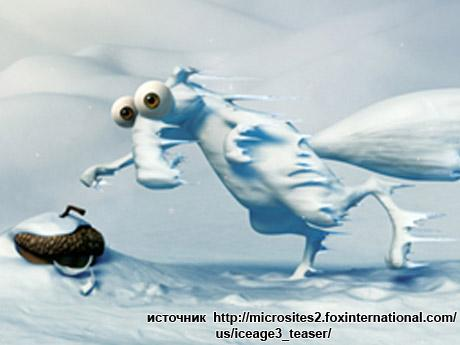 источник http://microsites2.foxinternational.com/
us/iceage3_teaser/